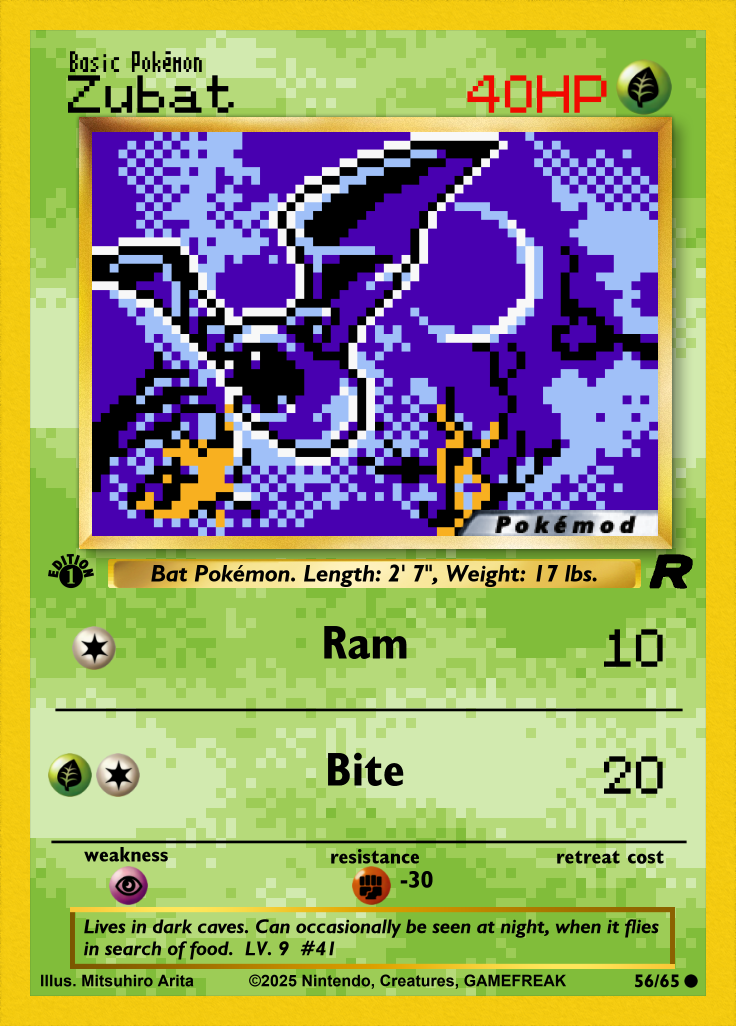 Basic Pokémon
Zubat
40HP
Pokémod
EDITION
1
Bat Pokémon. Length: 2' 7", Weight: 17 lbs.
R
Ram 10
Bite 20
weakness resistance retreat cost
-30
Lives in dark caves. Can occasionally be seen at night, when it flies
in search of food. LV. 9 #41
Illus. Mitsuhiro Arita ©2025 Nintendo, Creatures, GAMEFREAK 56/65